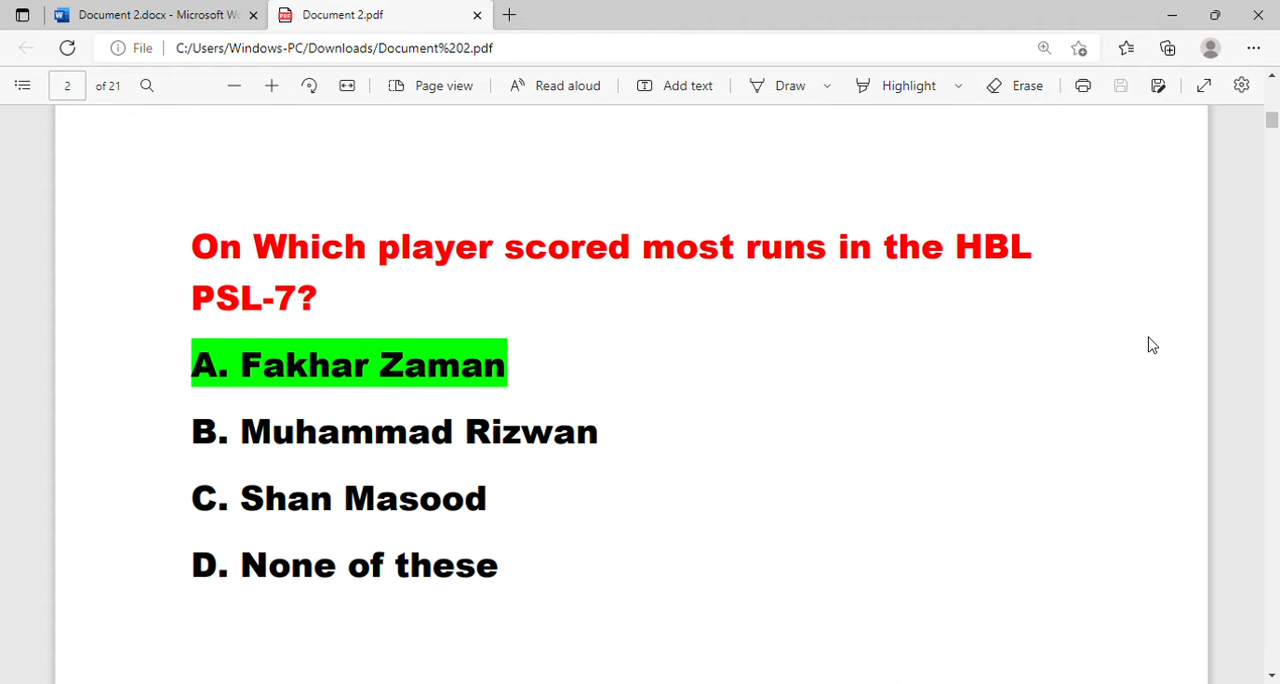 Document 2.docx - Microsoft W
Document 2.pdf
File
C:/Users/Windows-PC/Downloads/Document%202.pdf
2 of 21
Page view
Read aloud
Add text
Draw
Highlight
Erase
On Which player scored most runs in the HBL
PSL-7?
A. Fakhar Zaman
B. Muhammad Rizwan
C. Shan Masood
D. None of these